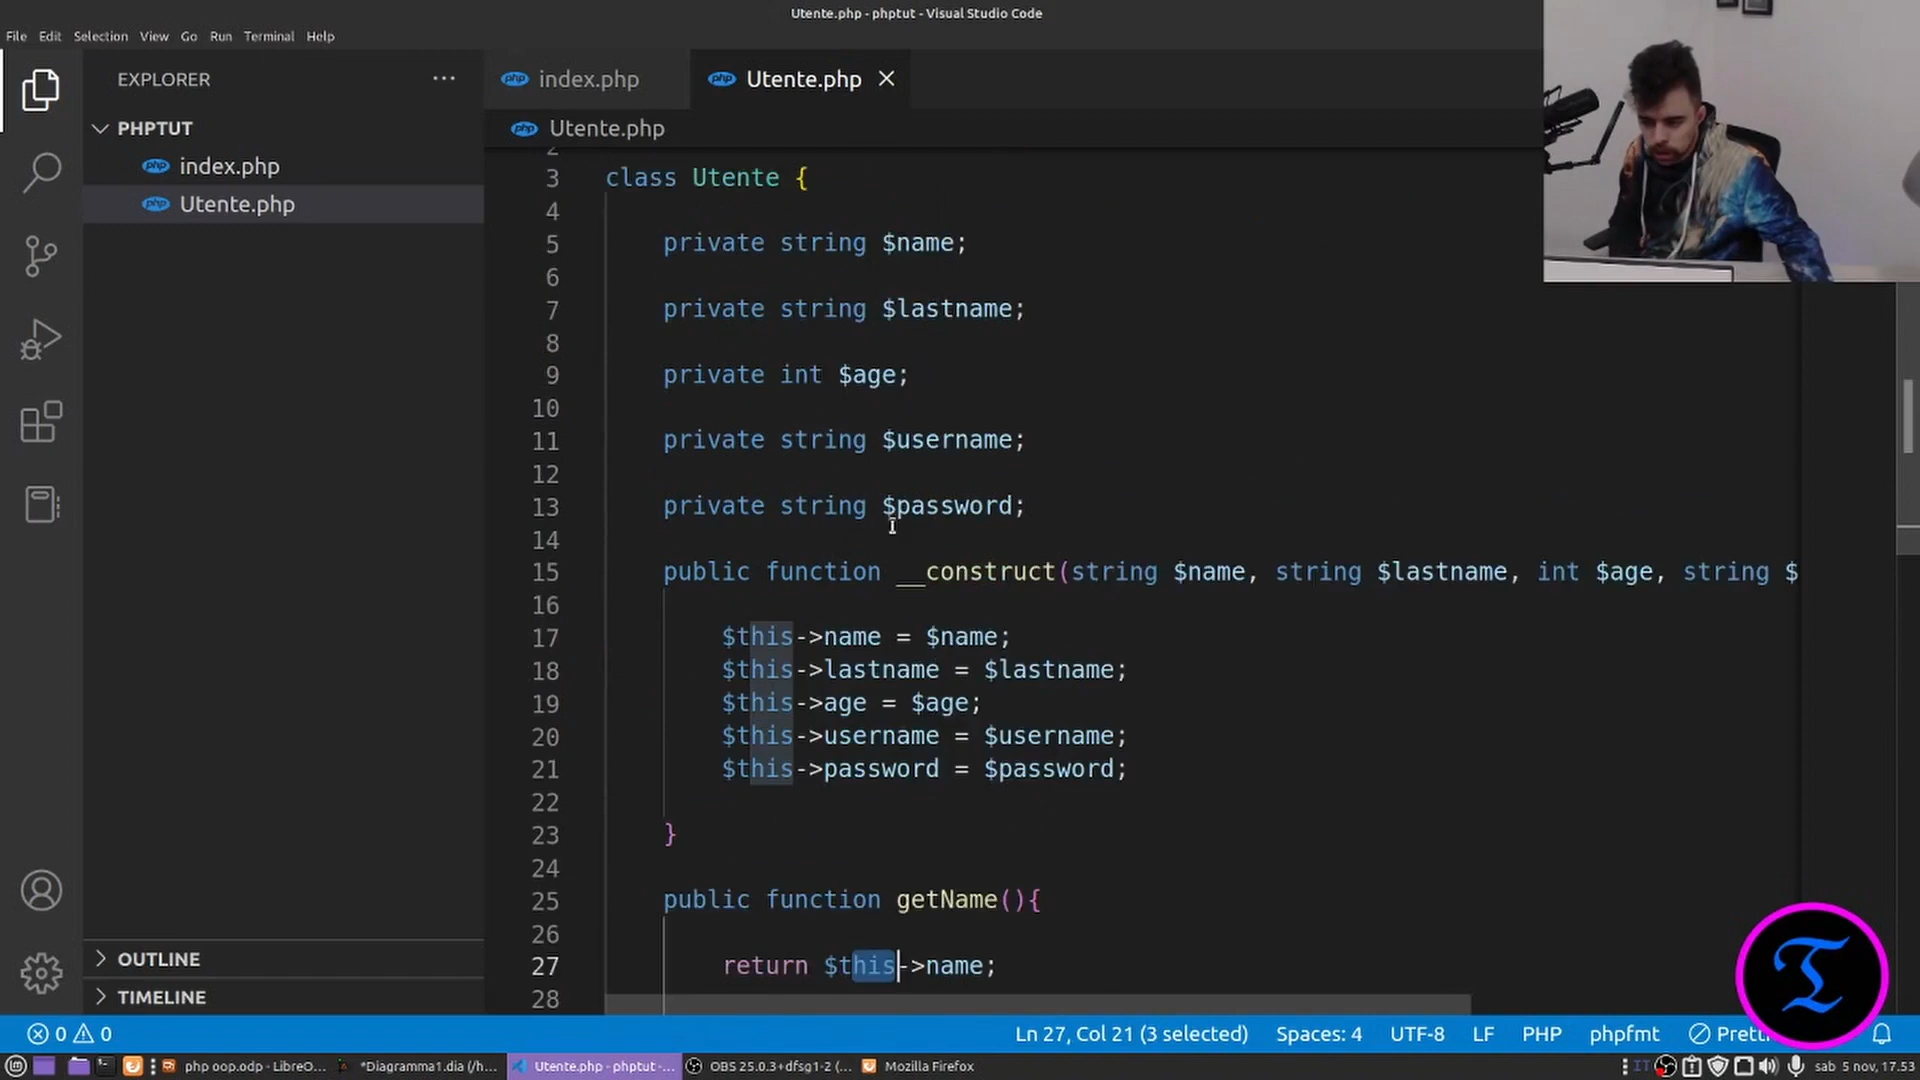 Utente.php - phptut - Visual Studio Code
File Edit Selection View Go Run Terminal Help
EXPLORER ···
PHPTUT
index.php
Utente.php
OUTLINE
TIMELINE
index.php Utente.php
Utente.php
2
3 class Utente {
4
5 private string $name;
6
7 private string $lastname;
8
9 private int $age;
10
11 private string $username;
12
13 private string $password;
14
15 public function __construct(string $name, string $lastname, int $age, string $
16
17 $this->name = $name;
18 $this->lastname = $lastname;
19 $this->age = $age;
20 $this->username = $username;
21 $this->password = $password;
22
23 }
24
25 public function getName(){
26
27 return $this->name;
28
0 0 Ln 27, Col 21 (3 selected) Spaces: 4 UTF-8 LF PHP phpfmt
php oop.odp - LibreO... *Diagramma1.dia (/h... Utente.php - phptut -... OBS 25.0.3+dfsg1-2 (... Mozilla Firefox IT sab 5 nov, 17.53